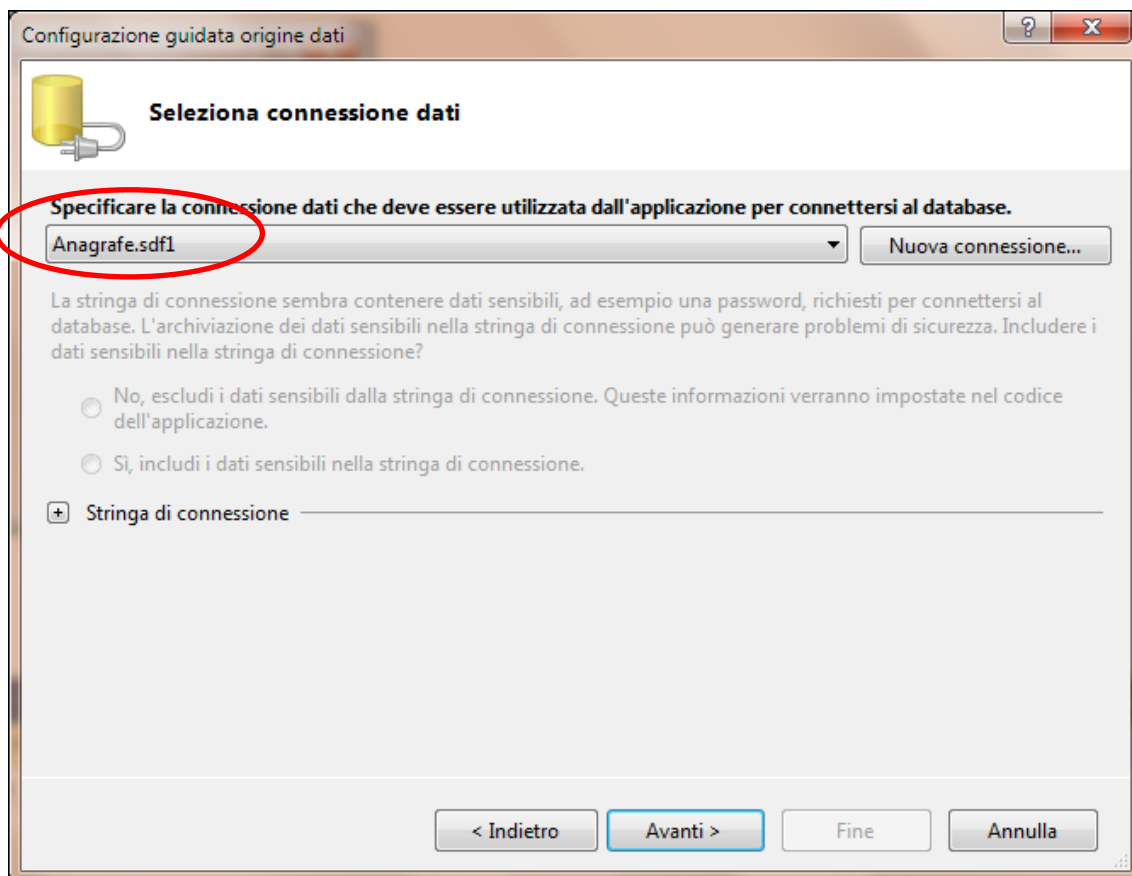 Configurazione guidata origine dati
Seleziona connessione dati
Specificare la connessione dati che deve essere utilizzata dall'applicazione per connettersi al database.
Anagrafe.sdf1
Nuova connessione...
La stringa di connessione sembra contenere dati sensibili, ad esempio una password, richiesti per connettersi al
database. L'archiviazione dei dati sensibili nella stringa di connessione può generare problemi di sicurezza. Includere i
dati sensibili nella stringa di connessione?
No, escludi i dati sensibili dalla stringa di connessione. Queste informazioni verranno impostate nel codice
dell'applicazione.
Sì, includi i dati sensibili nella stringa di connessione.
Stringa di connessione
< Indietro
Avanti >
Fine
Annulla